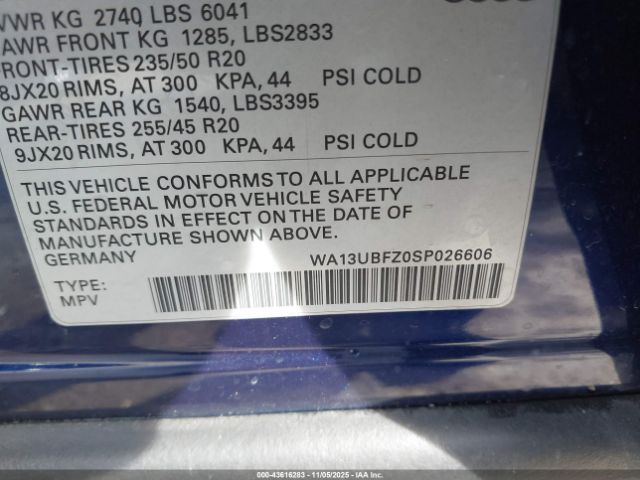 VWR KG 2740 LBS 6041
GAWR FRONT KG 1285, LBS2833
FRONT-TIRES 235/50 R20
8JX20 RIMS, AT 300 KPA, 44 PSI COLD
GAWR REAR KG 1540, LBS3395
REAR-TIRES 255/45 R20
9JX20 RIMS, AT 300 KPA, 44 PSI COLD
THIS VEHICLE CONFORMS TO ALL APPLICABLE
U.S. FEDERAL MOTOR VEHICLE SAFETY
STANDARDS IN EFFECT ON THE DATE OF
MANUFACTURE SHOWN ABOVE.
GERMANY WA13UBFZ0SP026606
TYPE:
MPV
000-43616283 - 11/05/2025 - IAAI.COM